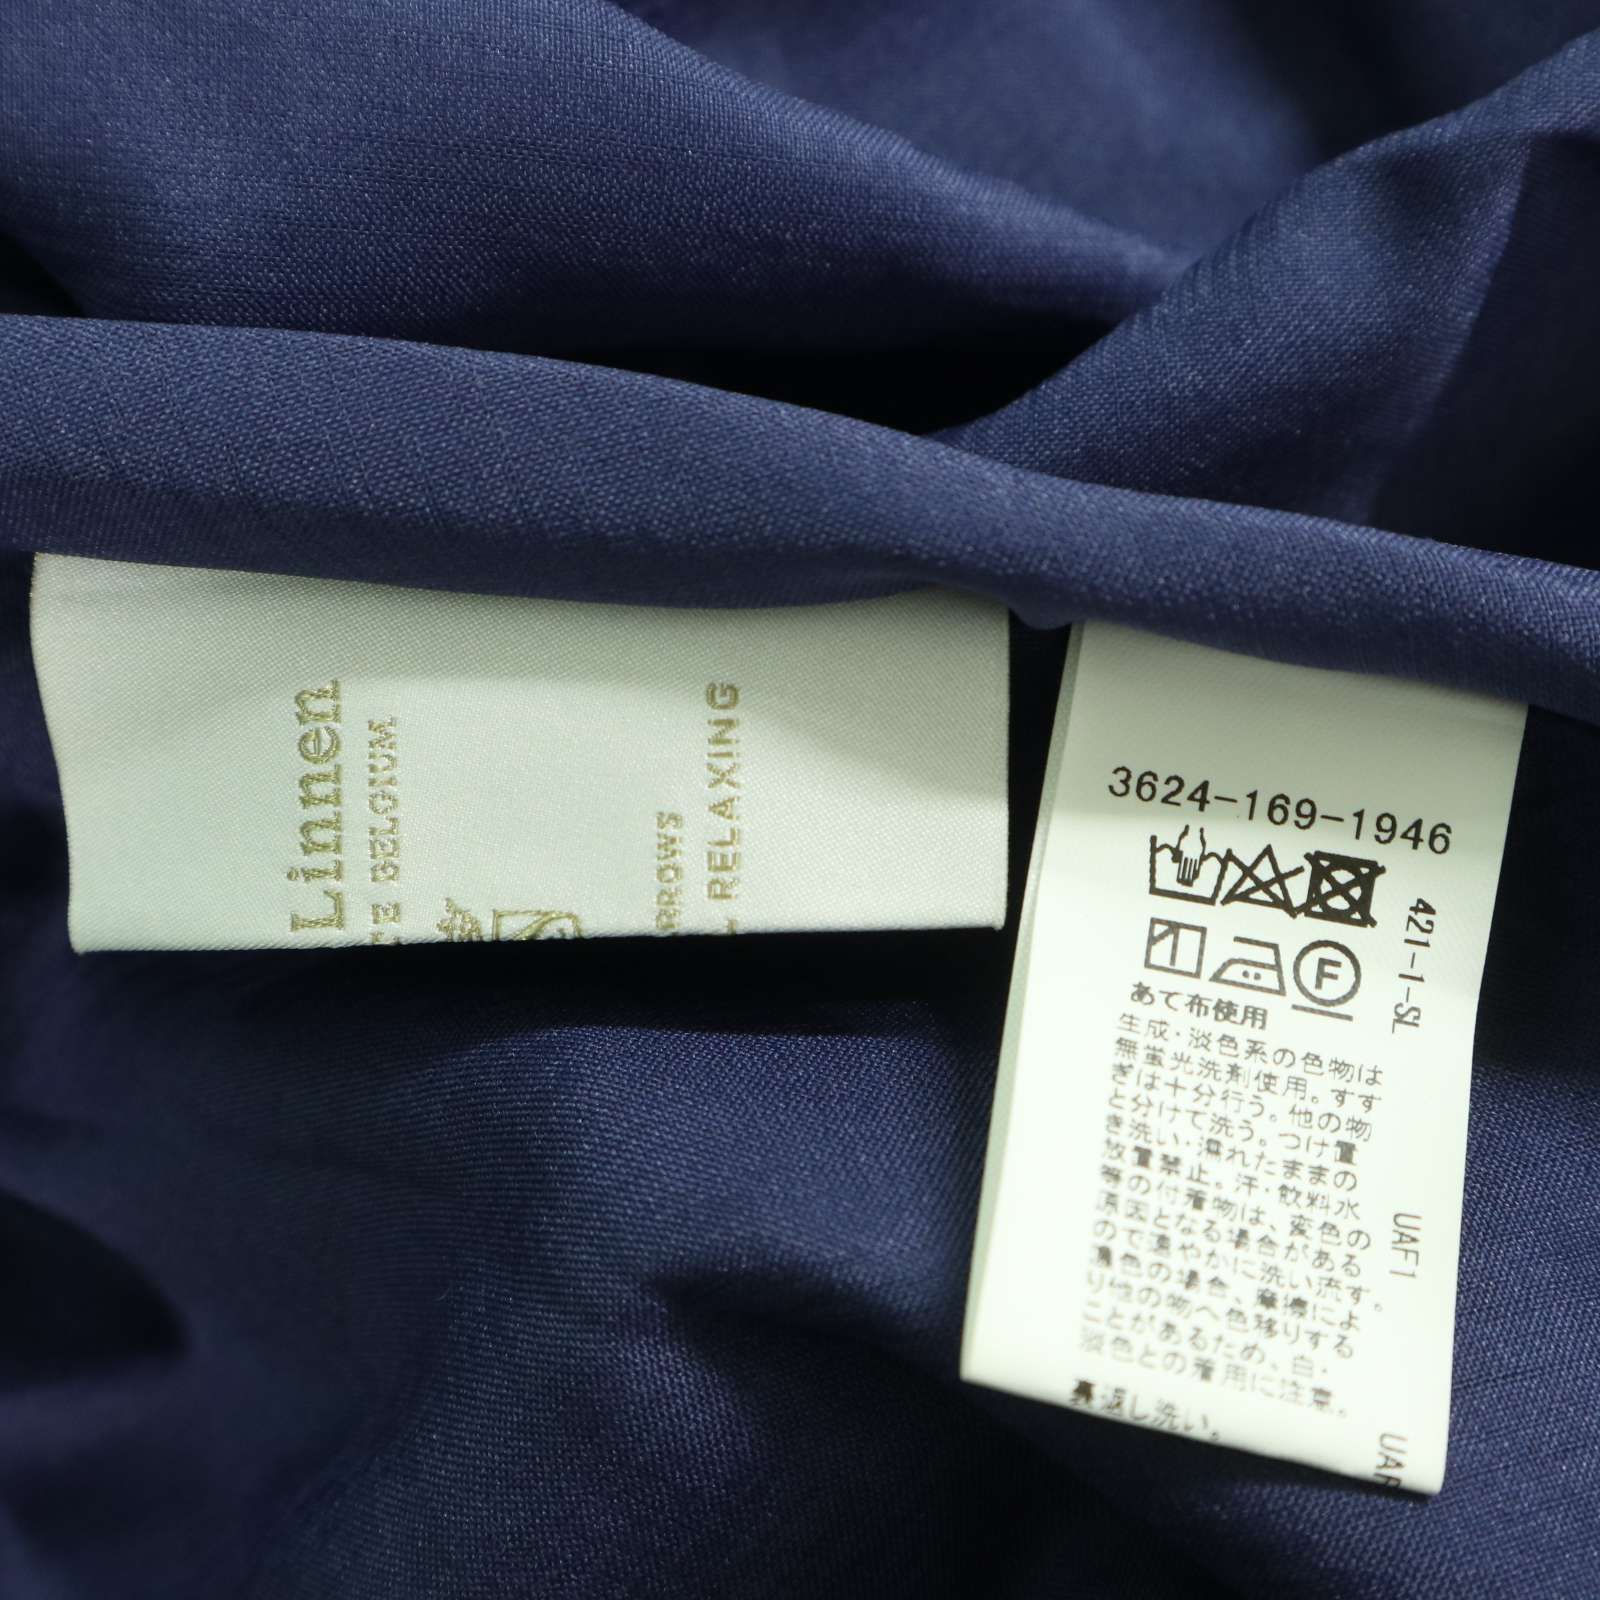 Linnen
BELGIUM
RELAXING
3624-169-1946
F
421-1-SL
あて布使用
生成・淡色系の色物は
無蛍光洗剤使用。すす
ぎは十分行う。他の物
と分けて洗う。つけ置
き洗い・濡れたままの
放置禁止。汗・飲料水
等の付着物は、変色の
原因となる場合がある
ので速やかに洗い流す。
濃色の場合、摩擦によ
り他の物へ色移りする
ことがあるため、白・
淡色との着用に注意。
裏返し洗い。
UAF1